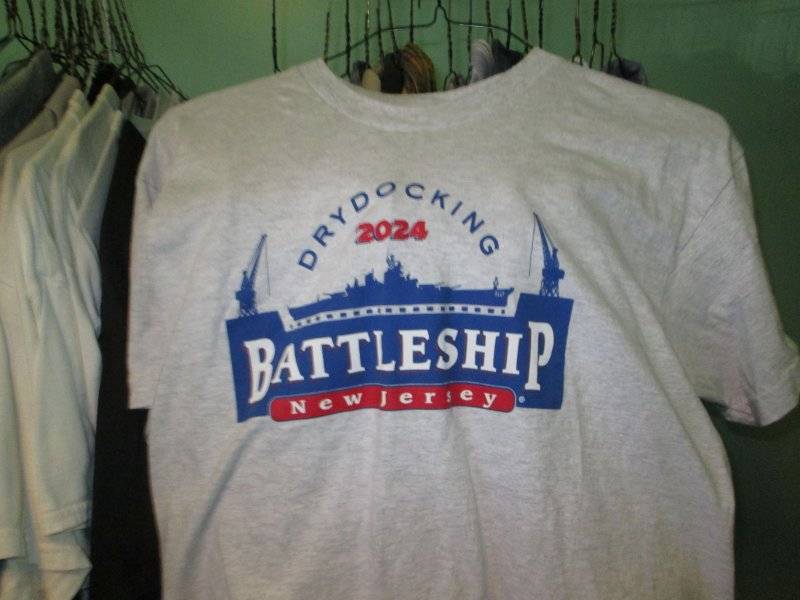 DRYDOCKING
2024
BATTLESHIP
New Jersey ®